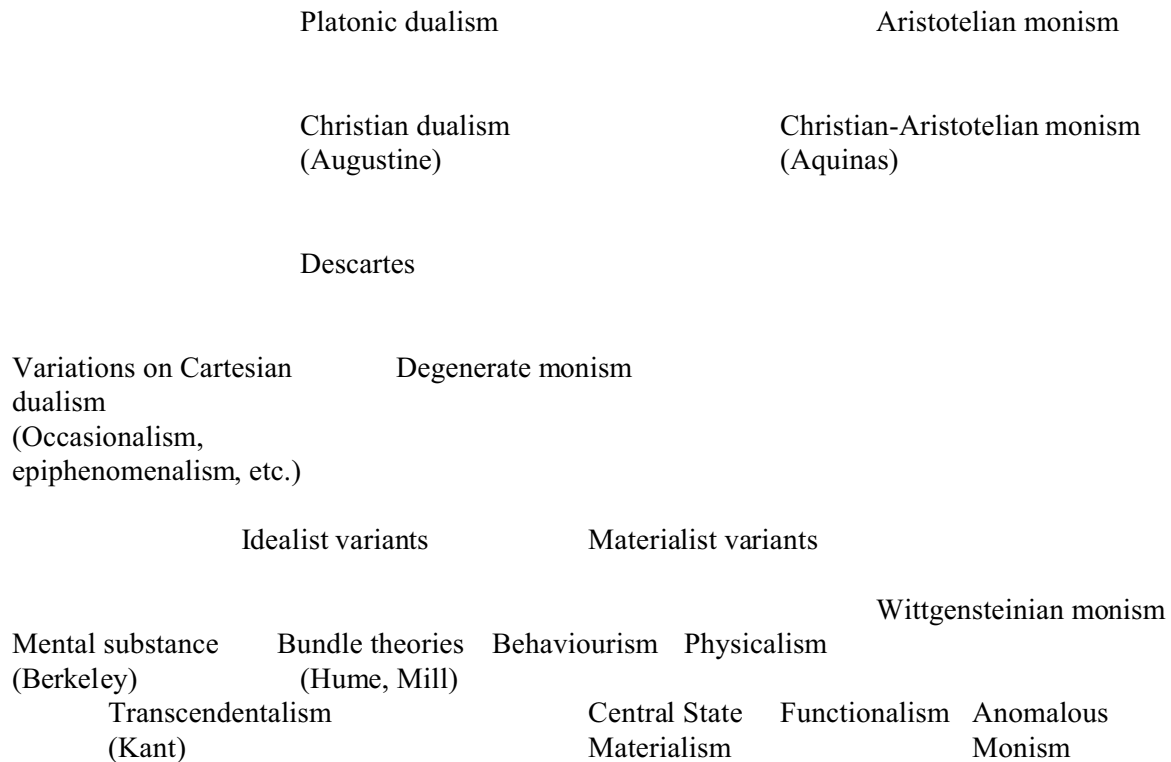 Platonic dualism Aristotelian monism
Christian dualism Christian-Aristotelian monism
(Augustine) (Aquinas)
Descartes
Variations on Cartesian Degenerate monism
dualism
(Occasionalism,
epiphenomenalism, etc.)
Idealist variants Materialist variants
Wittgensteinian monism
Mental substance Bundle theories Behaviourism Physicalism
(Berkeley) (Hume, Mill)
Transcendentalism Central State Functionalism Anomalous
(Kant) Materialism Monism